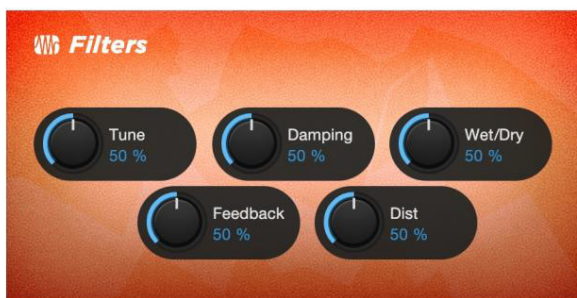 Filters
Tune
50 %
Damping
50 %
Wet/Dry
50 %
Feedback
50 %
Dist
50 %